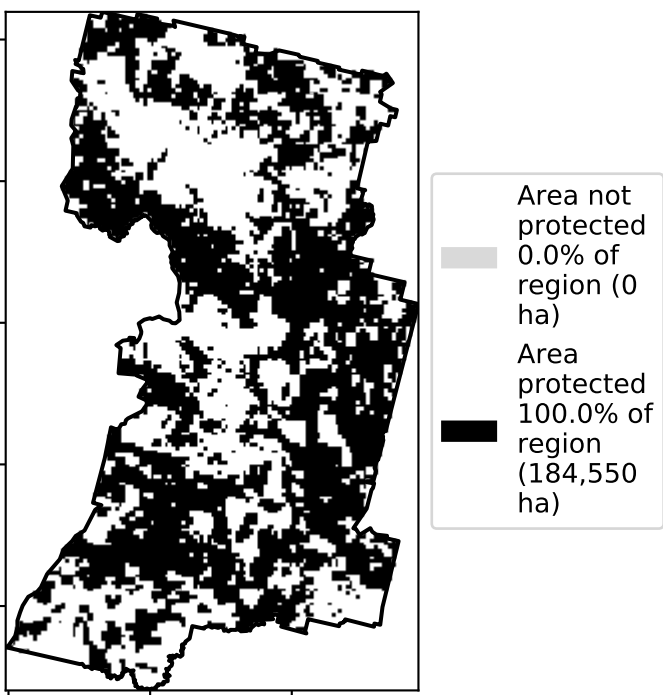 Area not
protected
0.0% of
region (0
ha)
Area
protected
100.0% of
region
(184,550
ha)